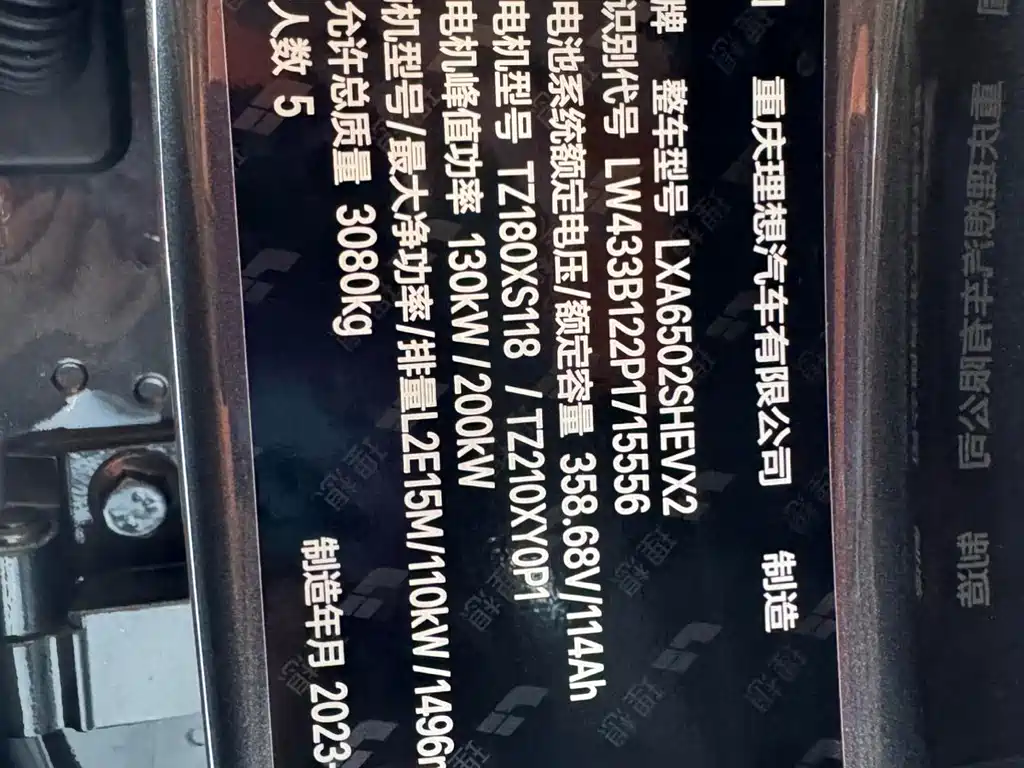 重庆理想汽车有限公司 制造
牌 整车型号 LXA6502SHEVX2
识别代号 LW433B122P1715556
电池系统额定电压/额定容量 358.68V/114Ah
电机型号 TZ180XS118 / TZ210XY0P1
电机峰值功率 130kW/200kW
机型号/最大净功率/排量L2E15M/110kW/1496m
允许总质量 3080kg
人数 5 制造年月 2023-